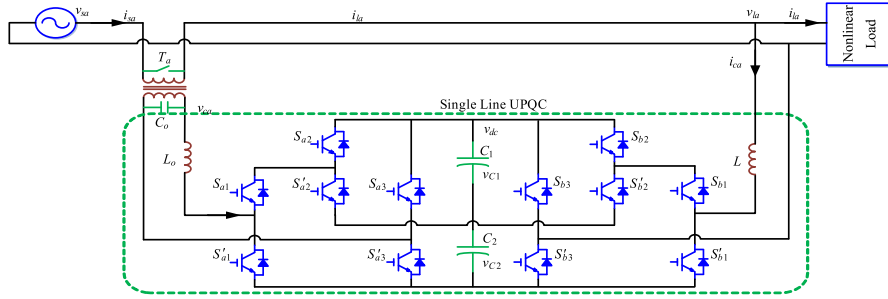 v_sa
i_sa
i_la
v_la
i_la
Nonlinear
Load
T_a
i_ca
v_ca
C_o
Single Line UPQC
S_a2
v_dc
S_b2
C_1
L_o
L
v_C1
S_a1
S'_a2
S_a3
S_b3
S'_b2
S_b1
C_2
S'_a1
S'_a3
v_C2
S'_b3
S'_b1